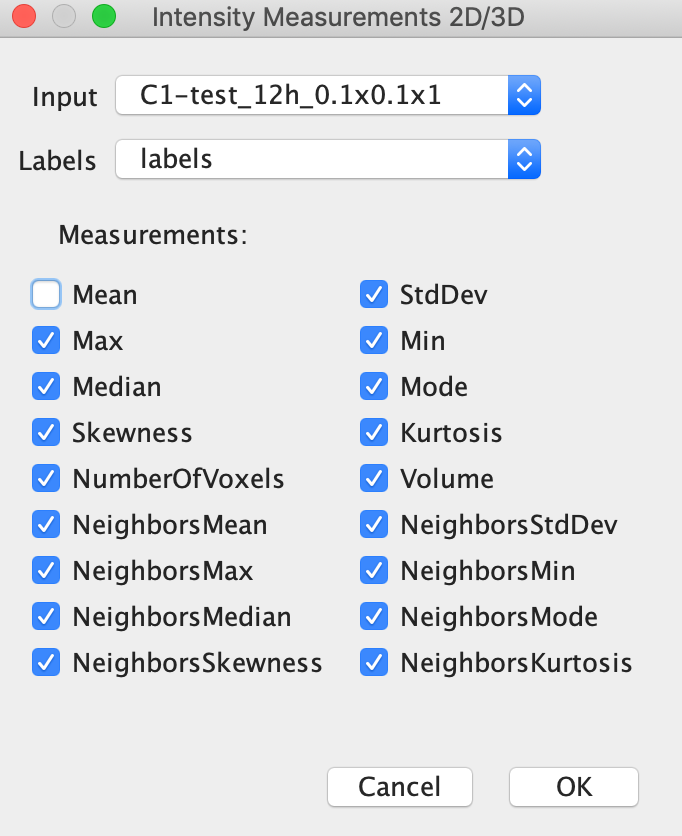 Intensity Measurements 2D/3D
Input C1-test_12h_0.1x0.1x1
Labels labels
Measurements:
Mean StdDev
Max Min
Median Mode
Skewness Kurtosis
NumberOfVoxels Volume
NeighborsMean NeighborsStdDev
NeighborsMax NeighborsMin
NeighborsMedian NeighborsMode
NeighborsSkewness NeighborsKurtosis
Cancel OK